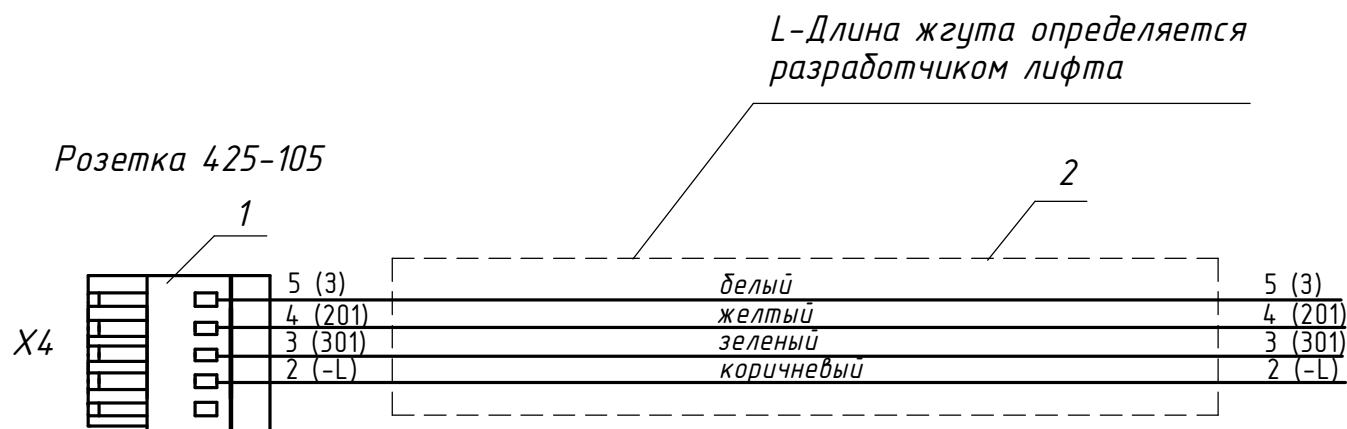 L-Длина жгута определяется
разработчиком лифта
Розетка 425-105
2
1
5 (3) белый 5 (3)
4 (201) желтый 4 (201)
X4
3 (301) зеленый 3 (301)
2 (-L) коричневый 2 (-L)